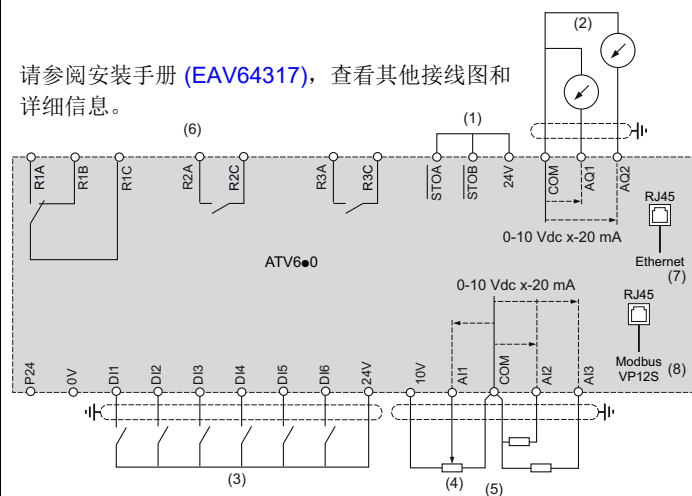 请参阅安装手册 (EAV64317)，查看其他接线图和
详细信息。
(2)
(6)
(1)
R1A
R1B
R1C
R2A
R2C
R3A
R3C
STOA
STOB
24V
COM
AQ1
AQ2
0-10 Vdc x-20 mA
RJ45
Ethernet
(7)
ATV6●0
0-10 Vdc x-20 mA
RJ45
Modbus
VP12S
(8)
P24
0V
DI1
DI2
DI3
DI4
DI5
DI6
24V
10V
AI1
COM
AI2
AI3
(3)
(4)
(5)